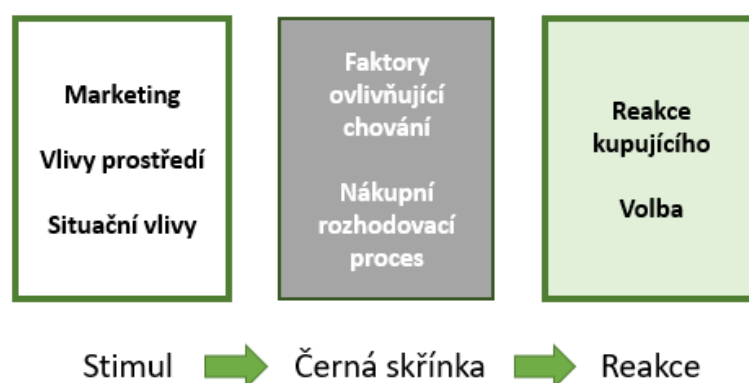 Marketing
Vlivy prostředí
Situační vlivy
Faktory
ovlivňující
chování
Nákupní
rozhodovací
proces
Reakce
kupujícího
Volba
Stimul
Černá skřínka
Reakce